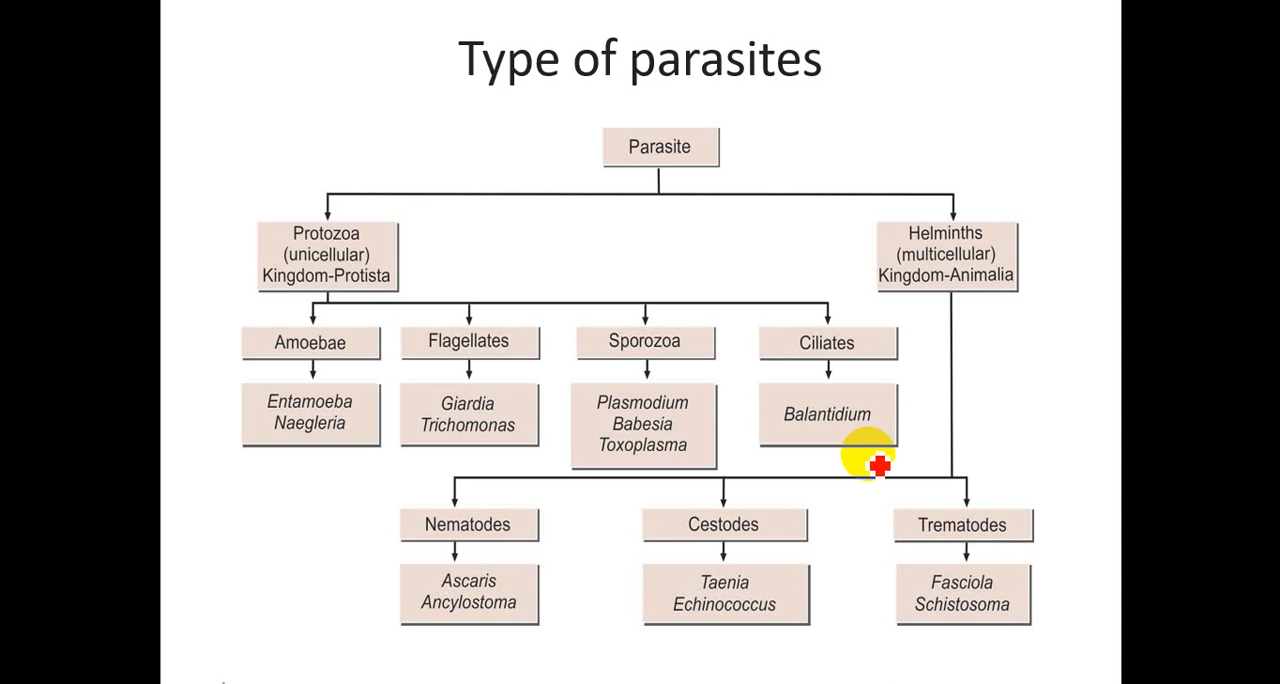 Type of parasites
Parasite
Protozoa
(unicellular)
Kingdom-Protista
Helminths
(multicellular)
Kingdom-Animalia
Amoebae
Flagellates
Sporozoa
Ciliates
Entamoeba
Naegleria
Giardia
Trichomonas
Plasmodium
Babesia
Toxoplasma
Balantidium
Nematodes
Cestodes
Trematodes
Ascaris
Ancylostoma
Taenia
Echinococcus
Fasciola
Schistosoma